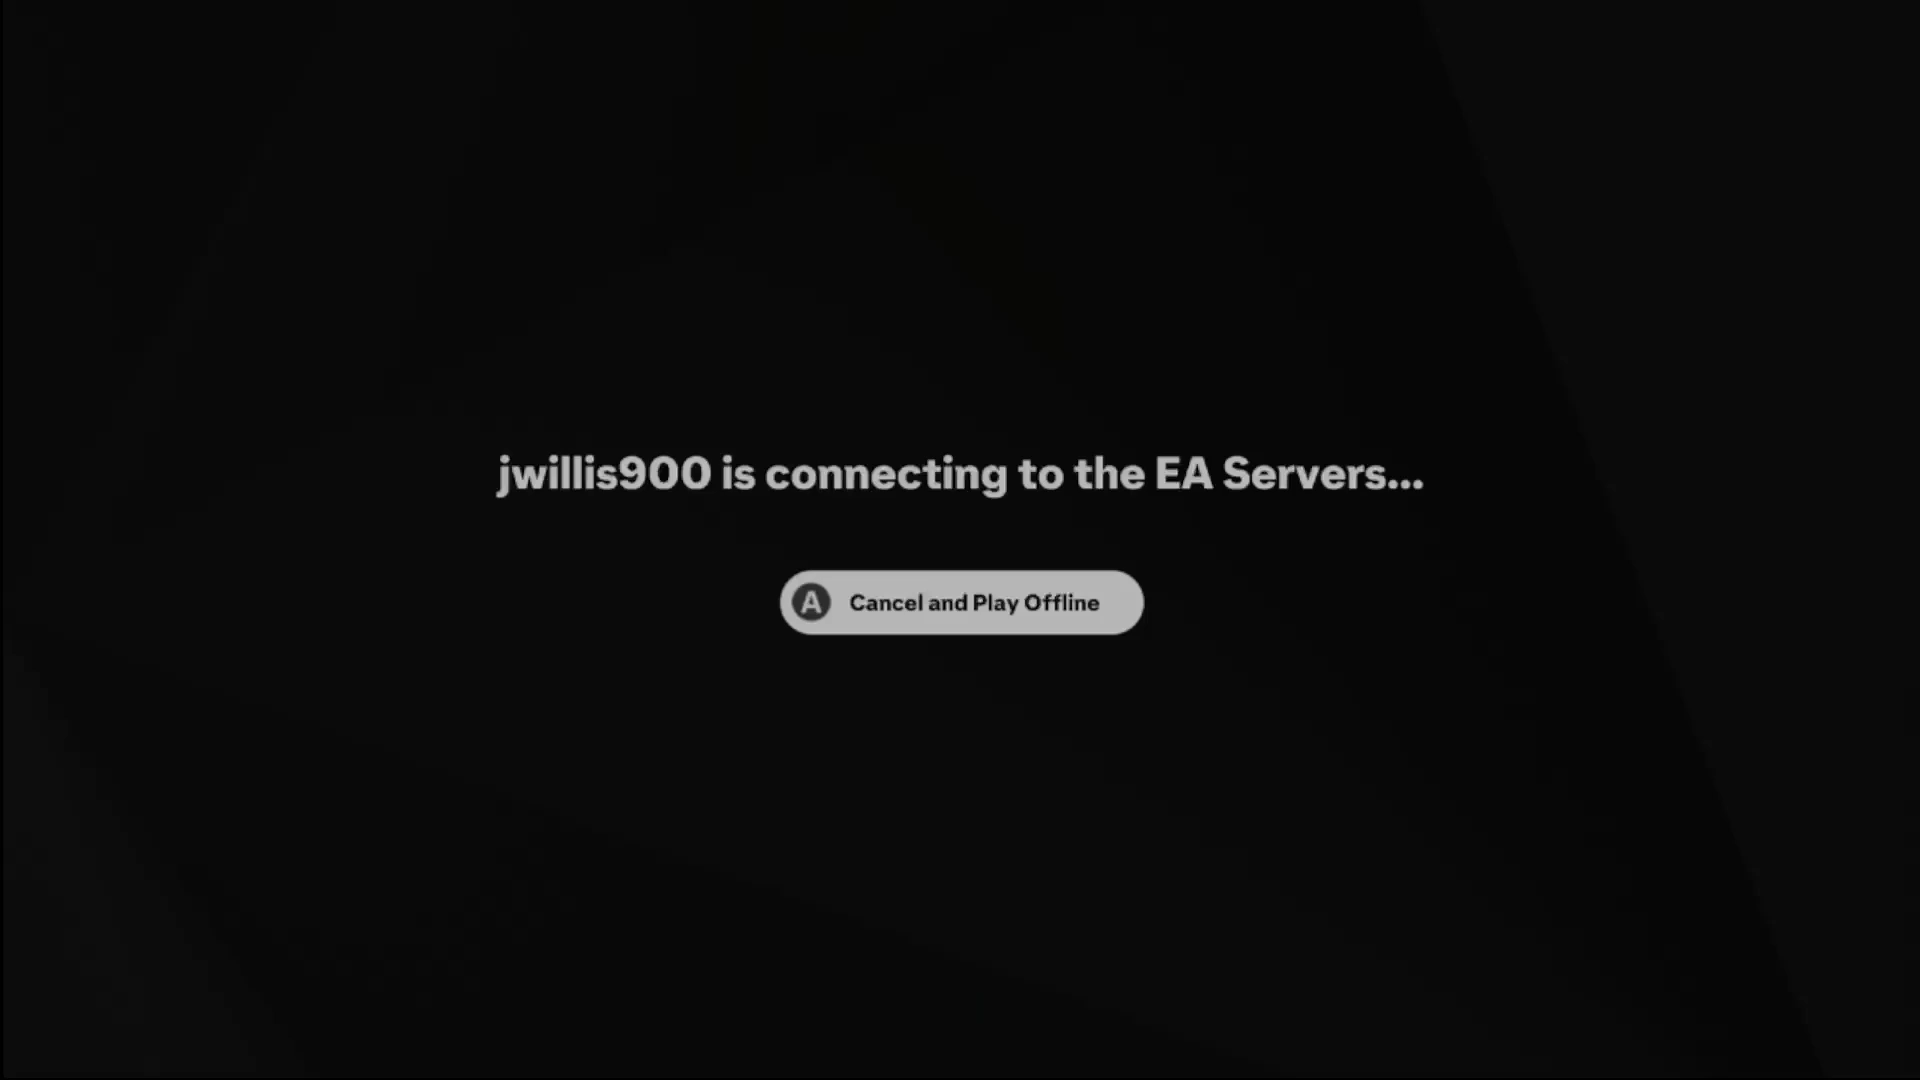 jwillis900 is connecting to the EA Servers...
A Cancel and Play Offline